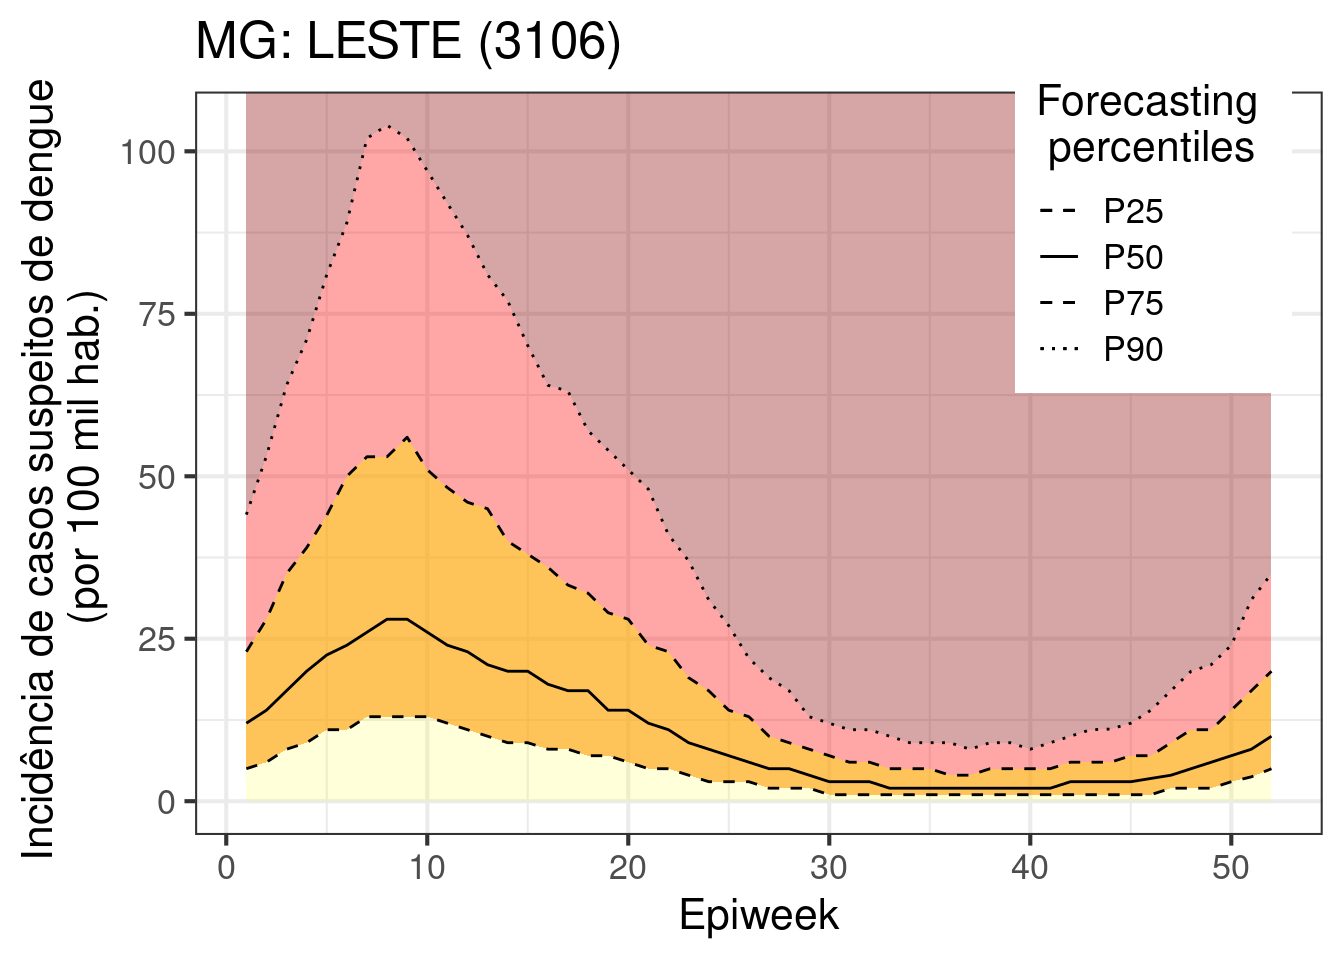 MG: LESTE (3106)
Incidência de casos suspeitos de dengue
(por 100 mil hab.)
100
75
50
25
0
Forecasting
percentiles
P25
P50
P75
P90
0 10 20 30 40 50
Epiweek